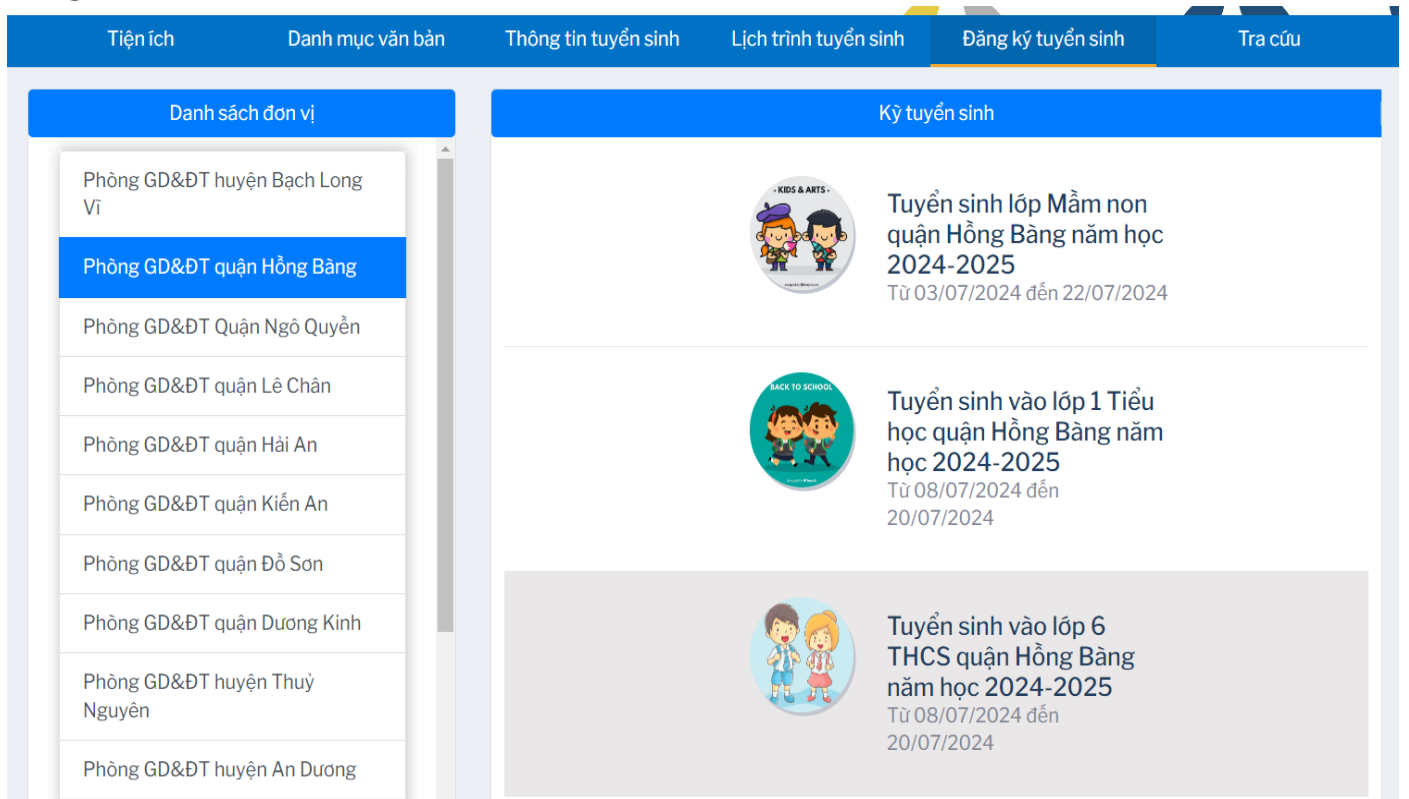 Tiện ích
Danh mục văn bản
Thông tin tuyển sinh
Lịch trình tuyển sinh
Đăng ký tuyển sinh
Tra cứu
Danh sách đơn vị
Phòng GD&ĐT huyện Bạch Long
Vĩ
Phòng GD&ĐT quận Hồng Bàng
Phòng GD&ĐT Quận Ngô Quyền
Phòng GD&ĐT quận Lê Chân
Phòng GD&ĐT quận Hải An
Phòng GD&ĐT quận Kiến An
Phòng GD&ĐT quận Đồ Sơn
Phòng GD&ĐT quận Dương Kinh
Phòng GD&ĐT huyện Thuỷ
Nguyên
Phòng GD&ĐT huyện An Dương
Kỳ tuyển sinh
· KIDS & ARTS ·
Tuyển sinh lớp Mầm non
quận Hồng Bàng năm học
2024-2025
Từ 03/07/2024 đến 22/07/2024
BACK TO SCHOOL
Tuyển sinh vào lớp 1 Tiểu
học quận Hồng Bàng năm
học 2024-2025
Từ 08/07/2024 đến
20/07/2024
Tuyển sinh vào lớp 6
THCS quận Hồng Bàng
năm học 2024-2025
Từ 08/07/2024 đến
20/07/2024